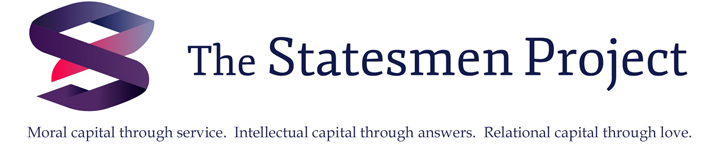 The Statesmen Project
Moral capital through service.  Intellectual capital through answers.  Relational capital through love.